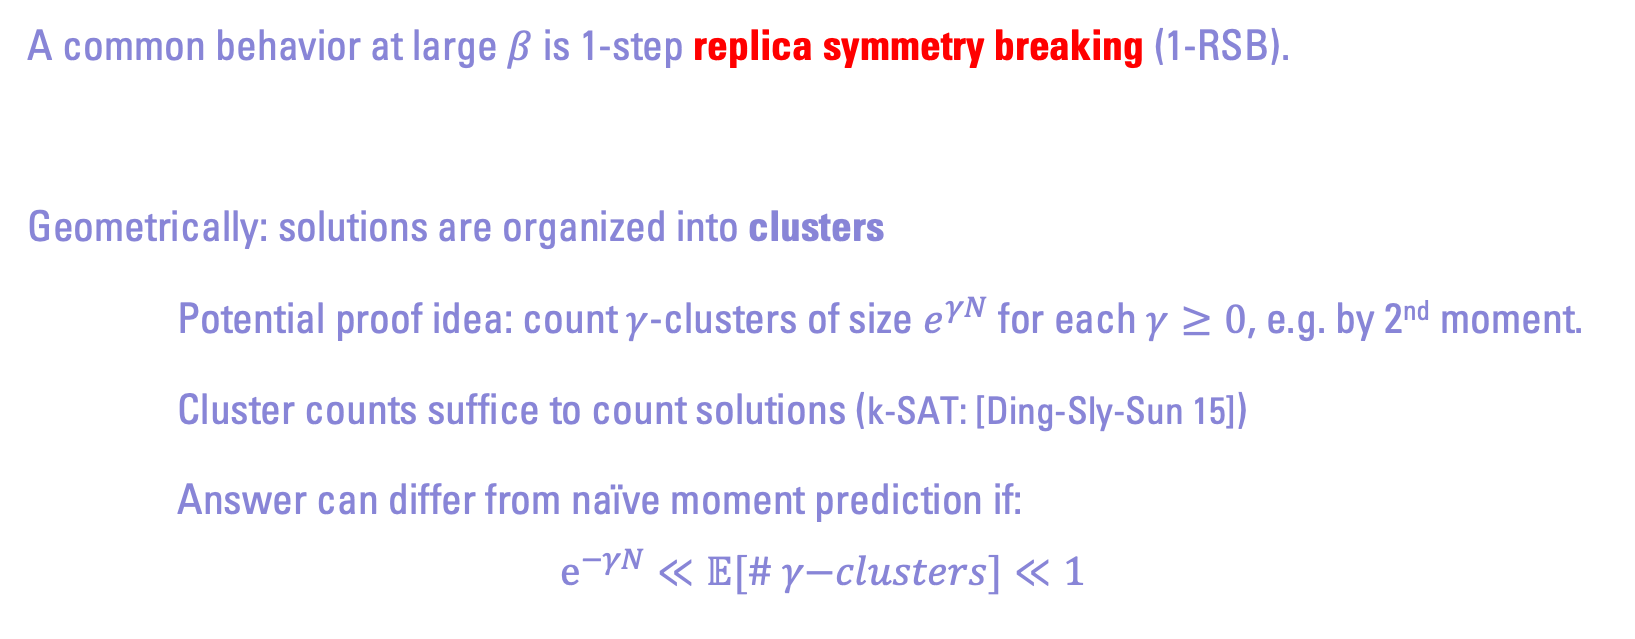 A common behavior at large β is 1-step replica symmetry breaking (1-RSB).
Geometrically: solutions are organized into clusters
Potential proof idea: count γ-clusters of size e^{γN} for each γ ≥ 0, e.g. by 2nd moment.
Cluster counts suffice to count solutions (k-SAT: [Ding-Sly-Sun 15])
Answer can differ from naïve moment prediction if:
e^{−γN} ≪ 𝔼[# γ−clusters] ≪ 1